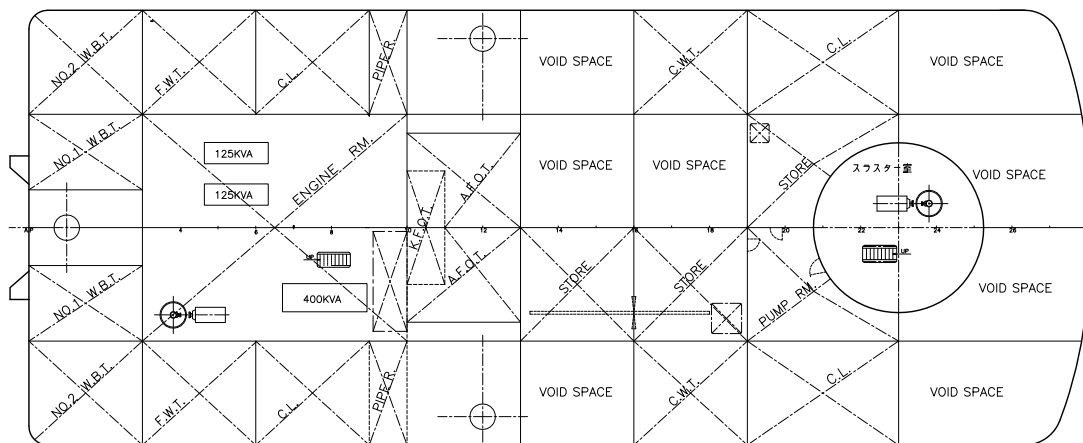 NO.2 W.B.T.
F.W.T.
C.L.
PIPE R.
VOID SPACE
C.W.T.
C.L.
VOID SPACE
NO.1 W.B.T.
125KVA
ENGINE RM.
VOID SPACE
VOID SPACE
STORE
スラスター室
VOID SPACE
125KVA
A.F.O.T.
K.F.O.T.
4
6
8
10
12
14
16
18
20
22
24
26
UP
UP
A.F.O.T.
STORE
STORE
PUMP RM.
VOID SPACE
NO.1 W.B.T.
400KVA
NO.2 W.B.T.
F.W.T.
C.L.
PIPE R.
VOID SPACE
C.W.T.
C.L.
VOID SPACE